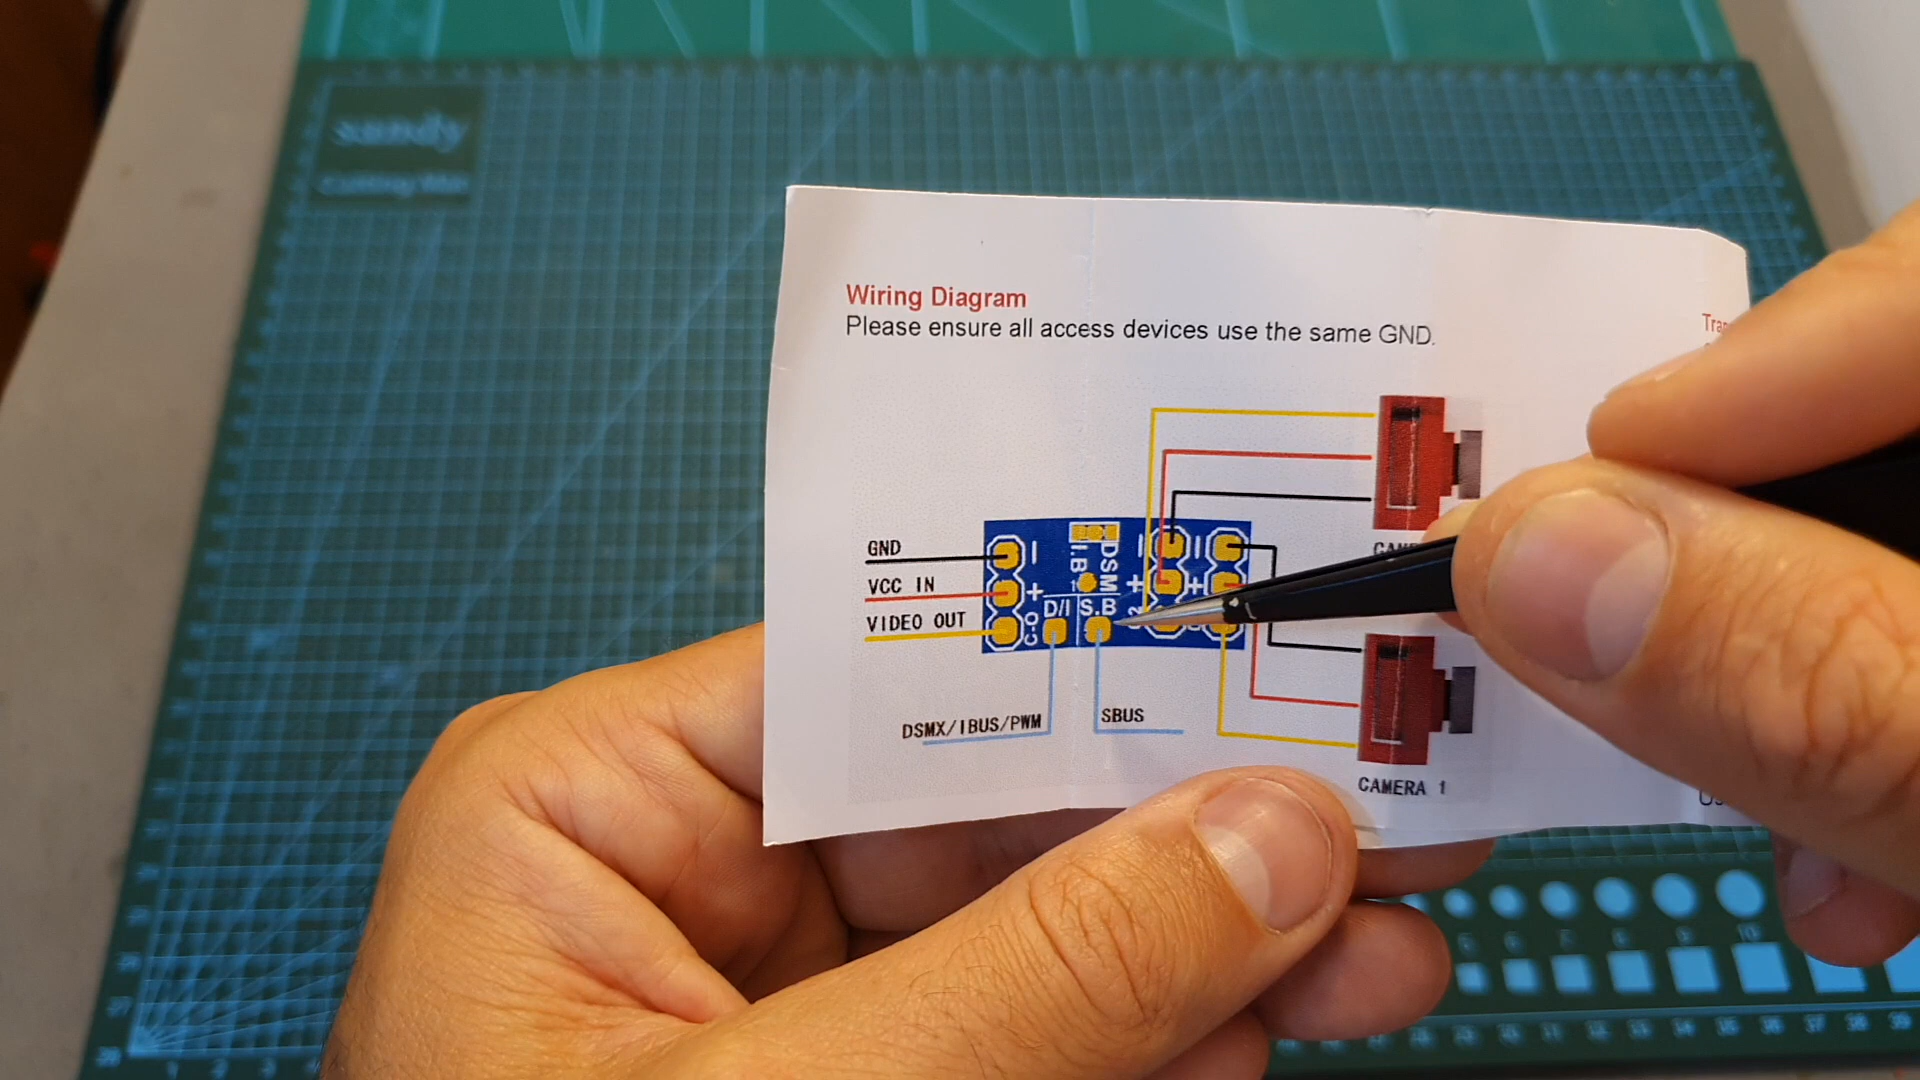 sandy
Wiring Diagram
Please ensure all access devices use the same GND.
GND
VCC IN
VIDEO OUT
I.B
DSM
D/I
S.B
C-O
DSMX/IBUS/PWM
SBUS
CAMERA 1